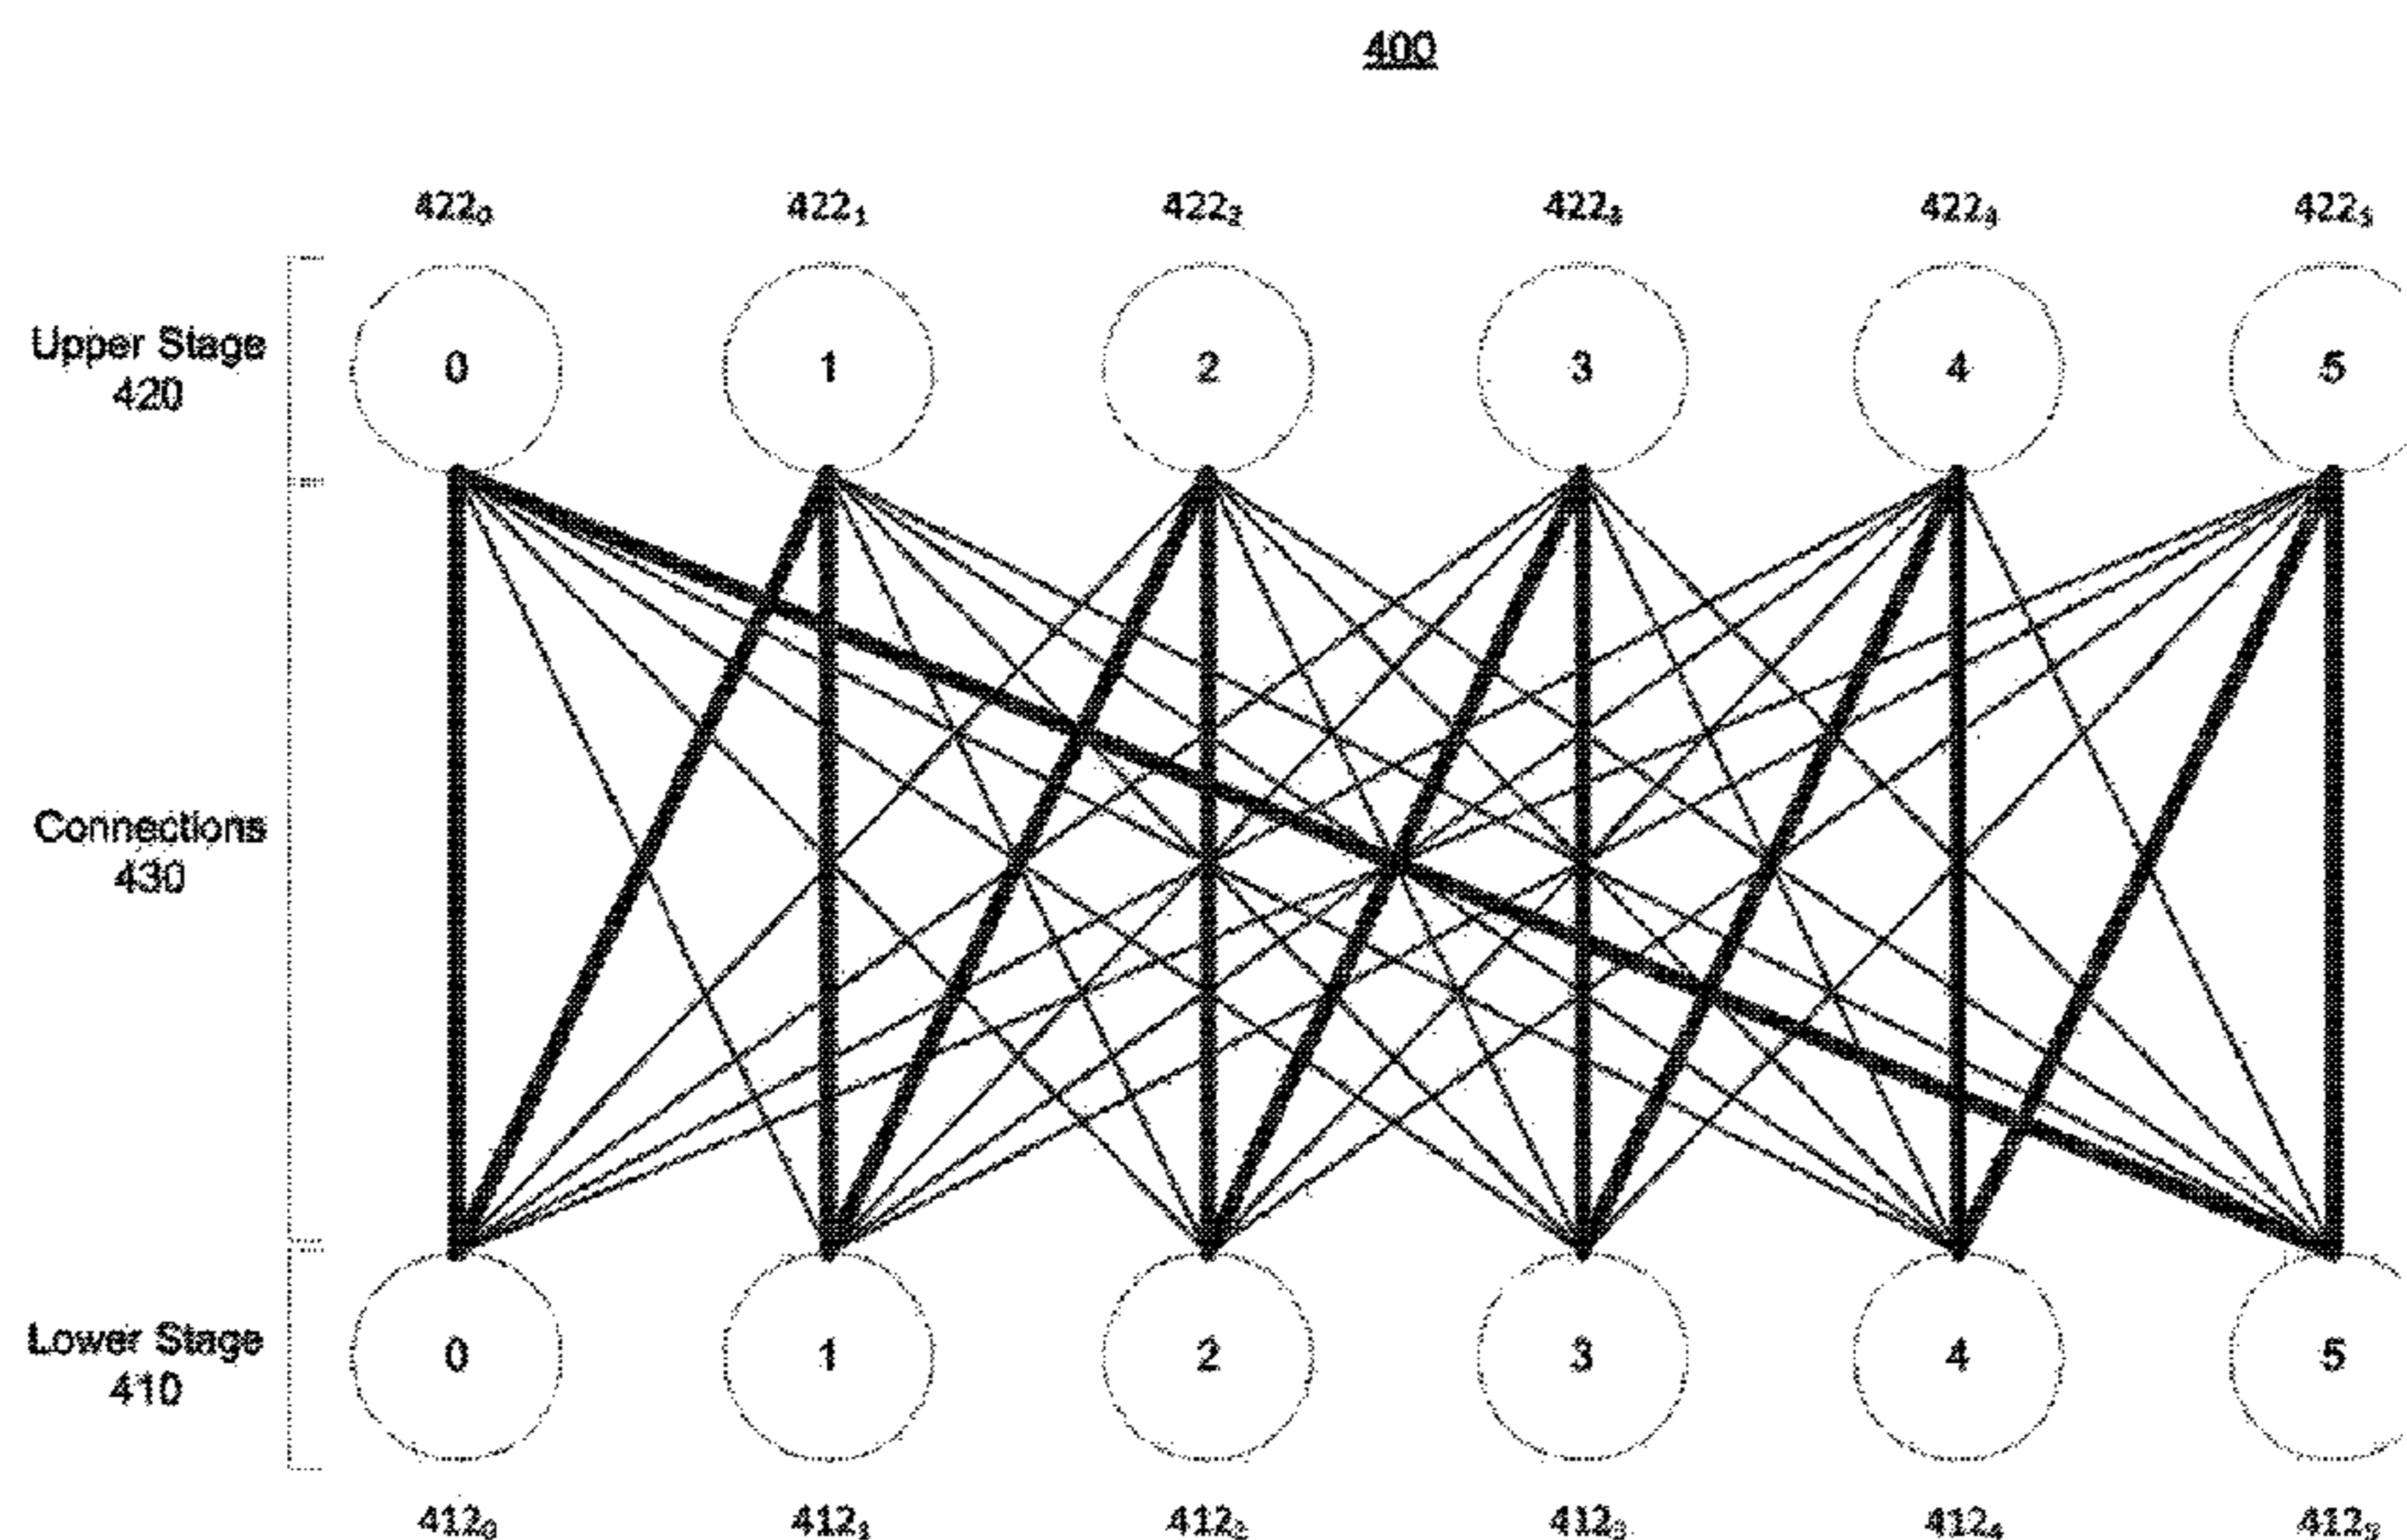 400
422₀ 422₁ 422₂ 422₃ 422₄ 422₅
Upper Stage
420
0 1 2 3 4 5
Connections
430
Lower Stage
410
0 1 2 3 4 5
412₀ 412₁ 412₂ 412₃ 412₄ 412₅